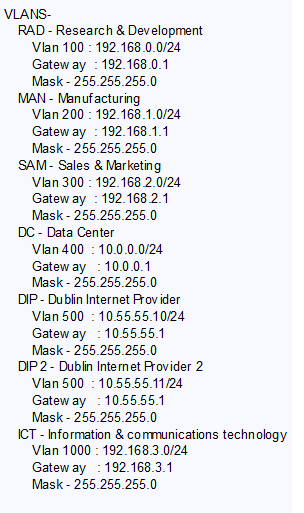 VLANS-
RAD - Research & Development
Vlan 100 : 192.168.0.0/24
Gateway : 192.168.0.1
Mask - 255.255.255.0
MAN - Manufacturing
Vlan 200 : 192.168.1.0/24
Gateway : 192.168.1.1
Mask - 255.255.255.0
SAM - Sales & Marketing
Vlan 300 : 192.168.2.0/24
Gateway : 192.168.2.1
Mask - 255.255.255.0
DC - Data Center
Vlan 400 : 10.0.0.0/24
Gateway : 10.0.0.1
Mask - 255.255.255.0
DIP - Dublin Internet Provider
Vlan 500 : 10.55.55.10/24
Gateway : 10.55.55.1
Mask - 255.255.255.0
DIP2 - Dublin Internet Provider 2
Vlan 500 : 10.55.55.11/24
Gateway : 10.55.55.1
Mask - 255.255.255.0
ICT - Information & communications technology
Vlan 1000 : 192.168.3.0/24
Gateway : 192.168.3.1
Mask - 255.255.255.0